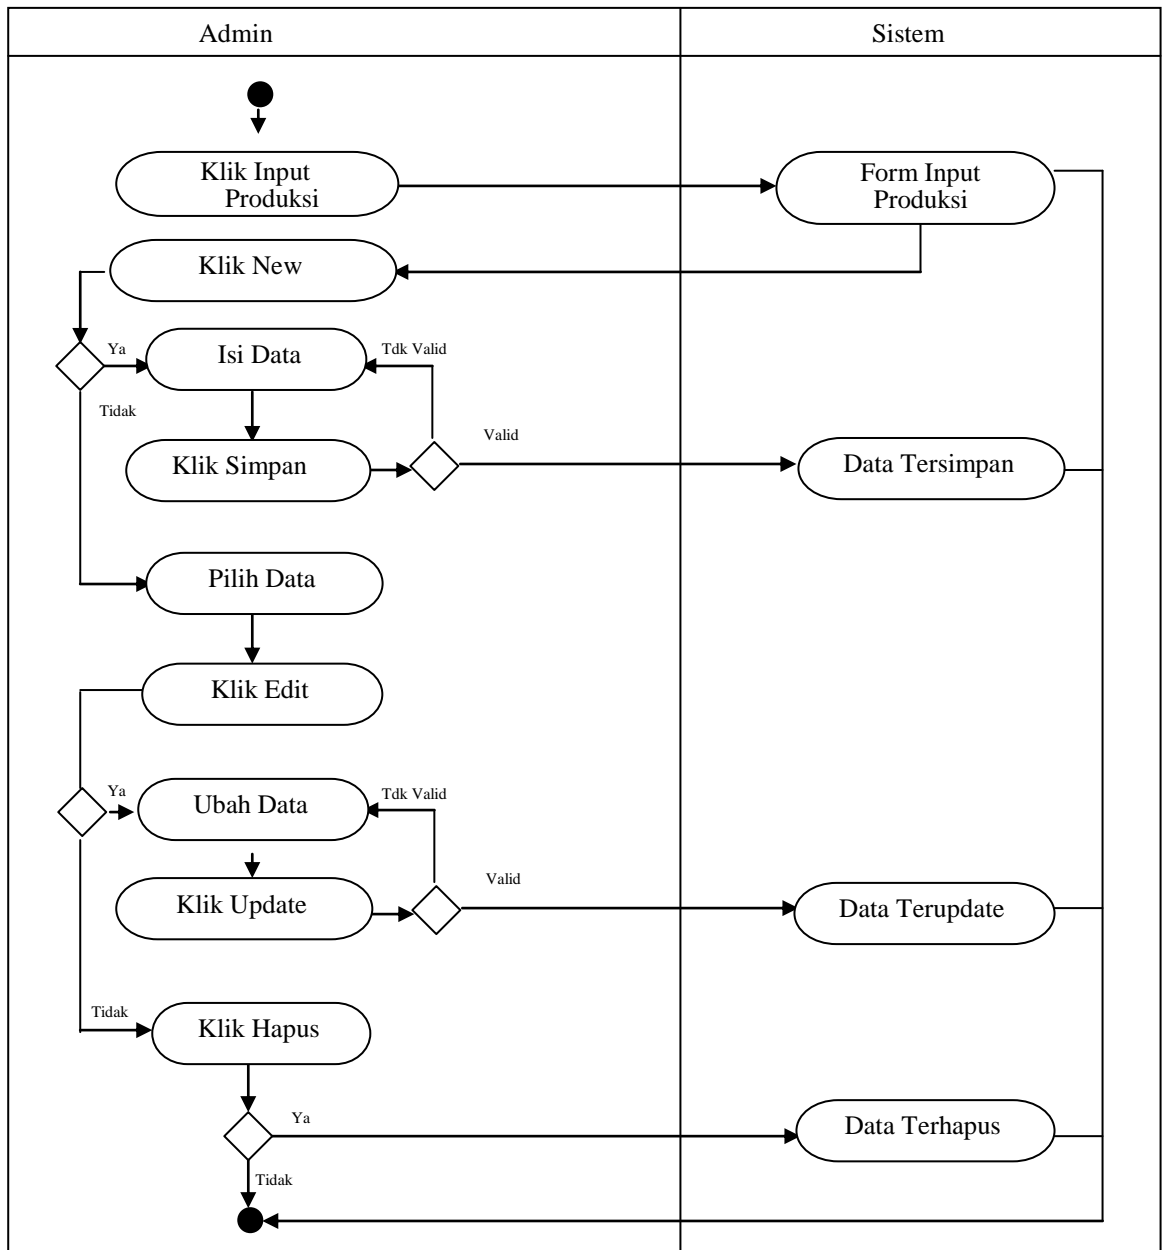 Admin
Sistem
Klik Input
Produksi
Form Input
Produksi
Klik New
Ya
Isi Data
Tdk Valid
Tidak
Klik Simpan
Valid
Data Tersimpan
Pilih Data
Klik Edit
Ya
Ubah Data
Tdk Valid
Klik Update
Valid
Data Terupdate
Tidak
Klik Hapus
Ya
Data Terhapus
Tidak